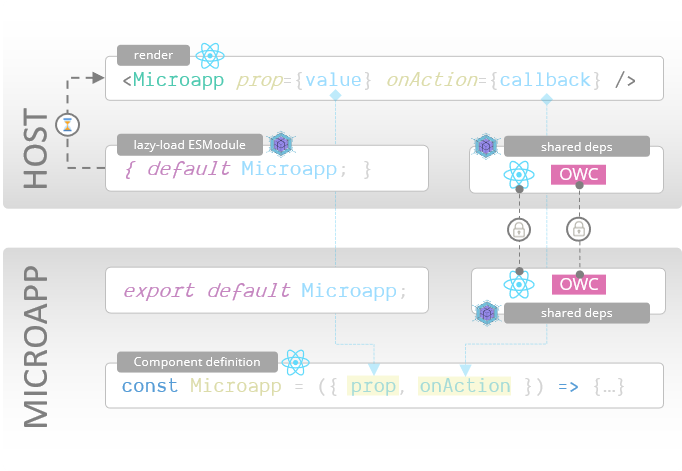 HOST
render
<Microapp prop={value} onAction={callback} />
lazy-load ESModule
{ default Microapp; }
shared deps
OWC
MICROAPP
export default Microapp;
OWC
shared deps
Component definition
const Microapp = ({ prop, onAction }) => {…}